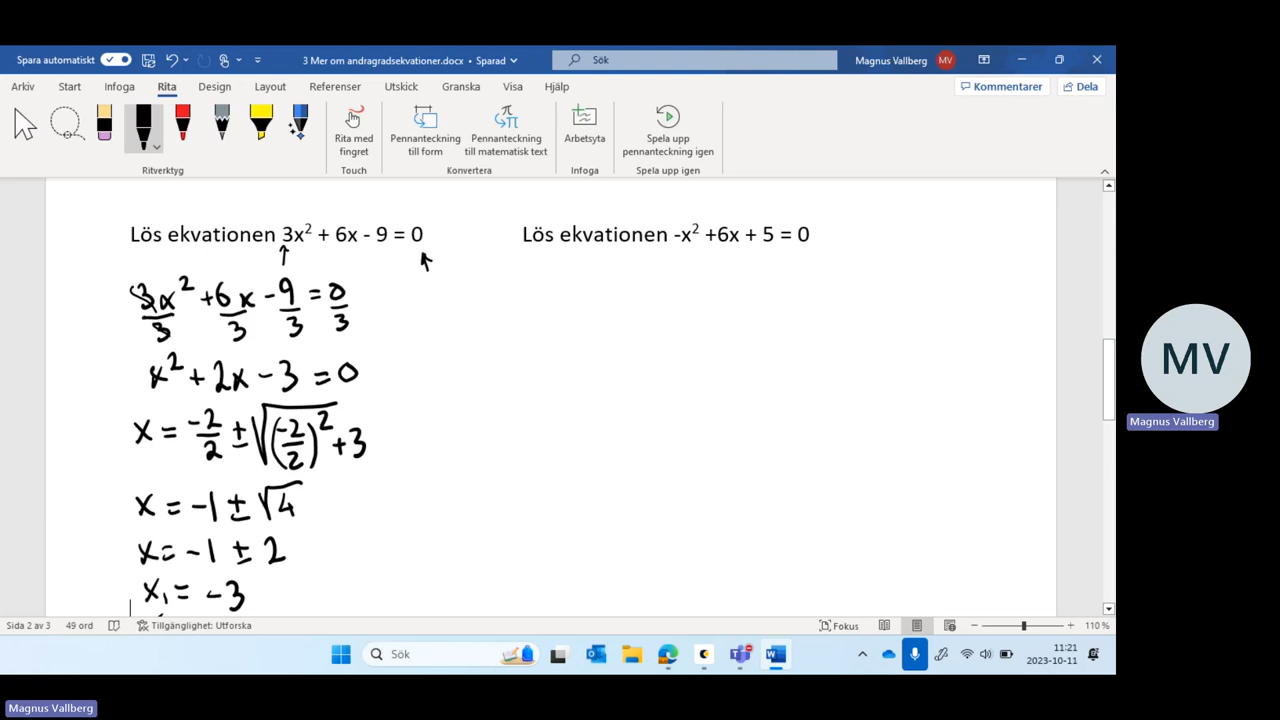 Spara automatiskt
3 Mer om andragradsekvationer.docx • Sparad
Sök
Magnus Vallberg MV
Arkiv Start Infoga Rita Design Layout Referenser Utskick Granska Visa Hjälp
Kommentarer Dela
Rita med fingret
Pennanteckning till form
Pennanteckning till matematisk text
Arbetsyta
Spela upp pennanteckning igen
Ritverktyg Touch Konvertera Infoga Spela upp igen
Lös ekvationen 3x² + 6x - 9 = 0
↑ ↑
3x²/3 + 6x/3 - 9/3 = 0/3
x² + 2x - 3 = 0
x = -2/2 ± √((-2/2)² + 3)
x = -1 ± √4
x = -1 ± 2
x₁ = -3
Lös ekvationen -x² +6x + 5 = 0
MV
Magnus Vallberg
Sida 2 av 3 49 ord Tillgänglighet: Utforska Fokus 110 %
Sök
11:21
2023-10-11
Magnus Vallberg